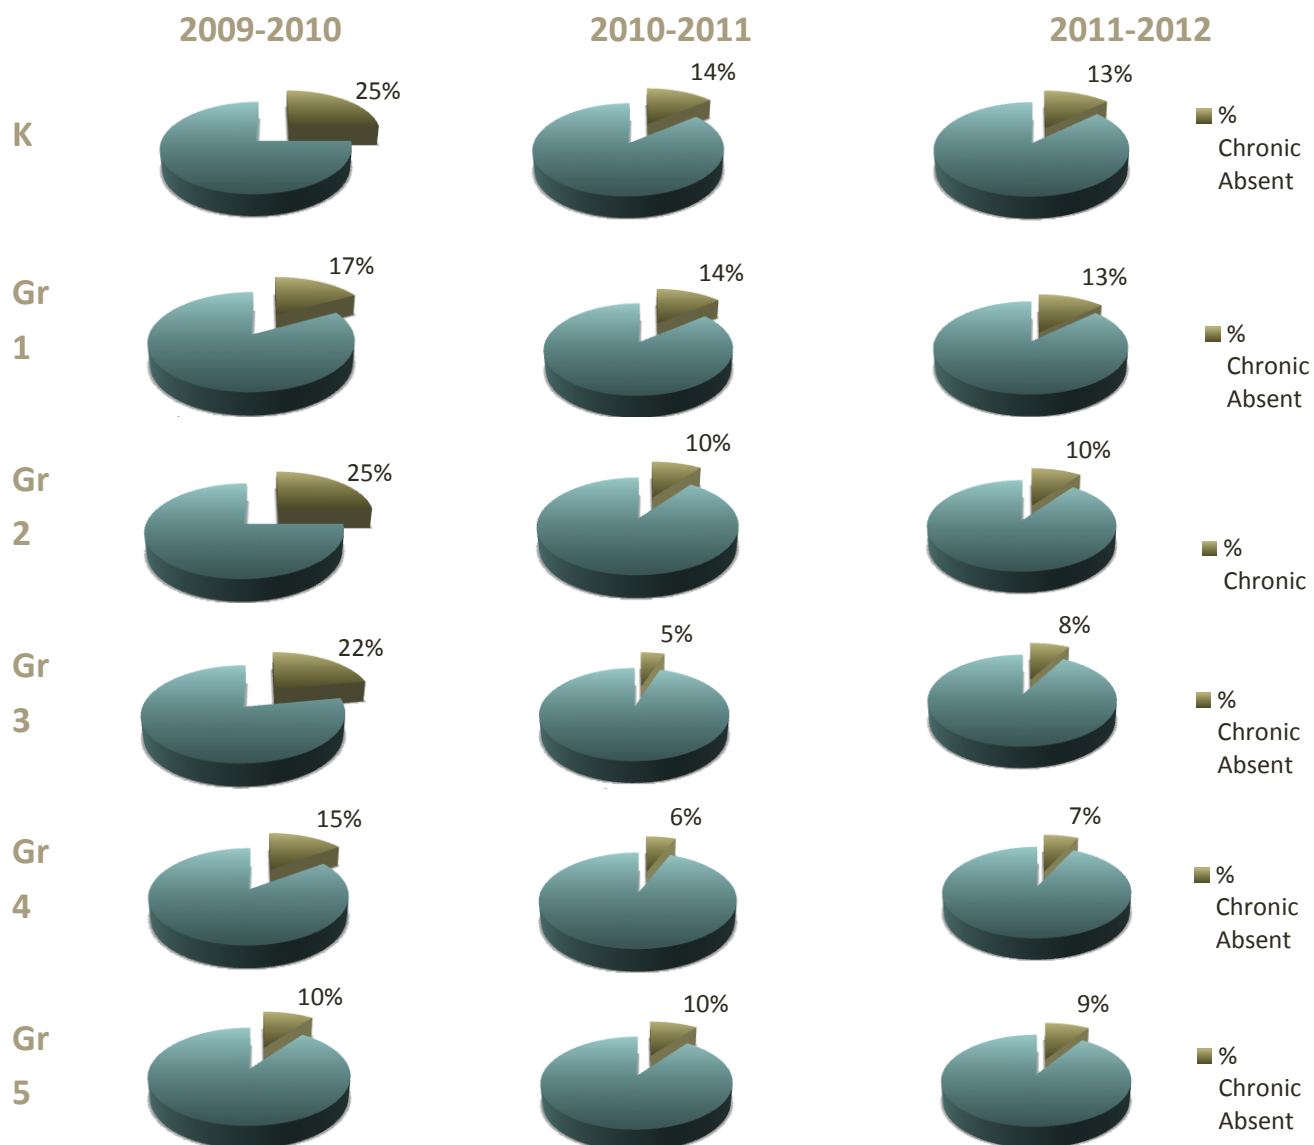 2009-2010 2010-2011 2011-2012
K
25%
14%
13%
%
Chronic
Absent
Gr
1
17%
14%
13%
%
Chronic
Absent
Gr
2
25%
10%
10%
%
Chronic
Gr
3
22%
5%
8%
%
Chronic
Absent
Gr
4
15%
6%
7%
%
Chronic
Absent
Gr
5
10%
10%
9%
%
Chronic
Absent